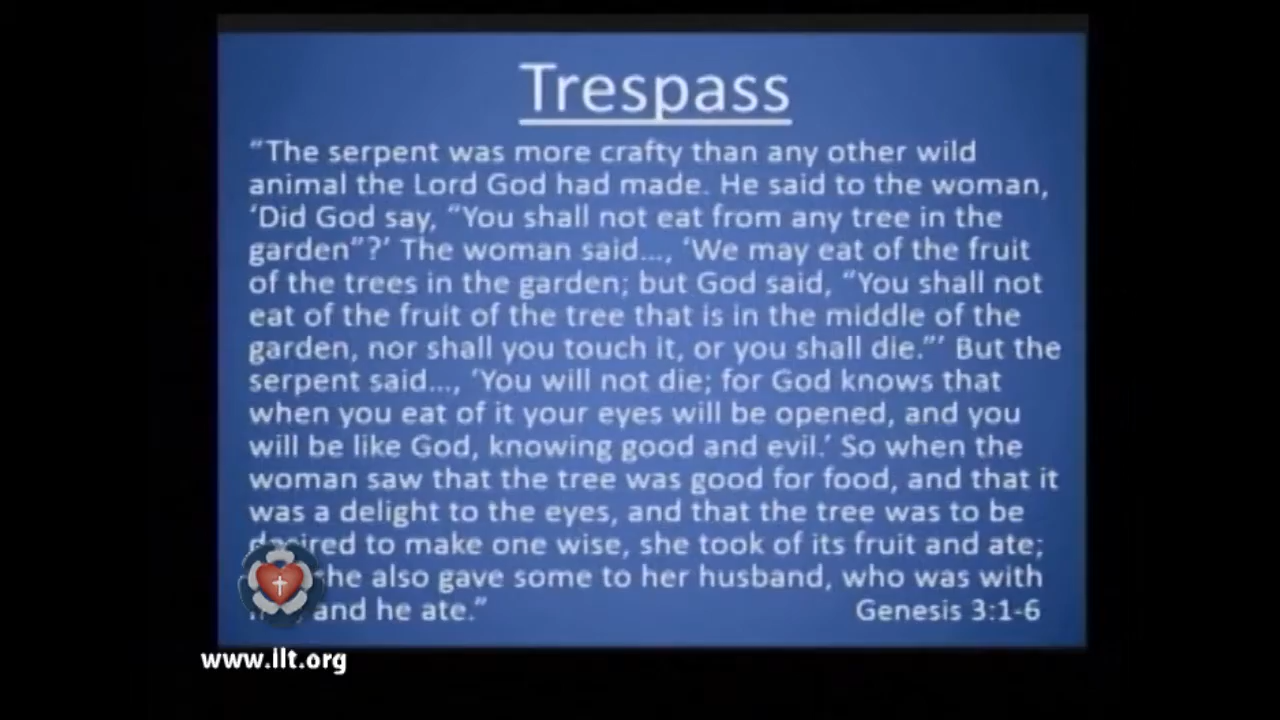 Trespass
“The serpent was more crafty than any other wild
animal the Lord God had made. He said to the woman,
‘Did God say, “You shall not eat from any tree in the
garden”?’ The woman said…, ‘We may eat of the fruit
of the trees in the garden; but God said, “You shall not
eat of the fruit of the tree that is in the middle of the
garden, nor shall you touch it, or you shall die.”’ But the
serpent said…, ‘You will not die; for God knows that
when you eat of it your eyes will be opened, and you
will be like God, knowing good and evil.’ So when the
woman saw that the tree was good for food, and that it
was a delight to the eyes, and that the tree was to be
desired to make one wise, she took of its fruit and ate;
she also gave some to her husband, who was with
and he ate.” Genesis 3:1-6
www.ilt.org